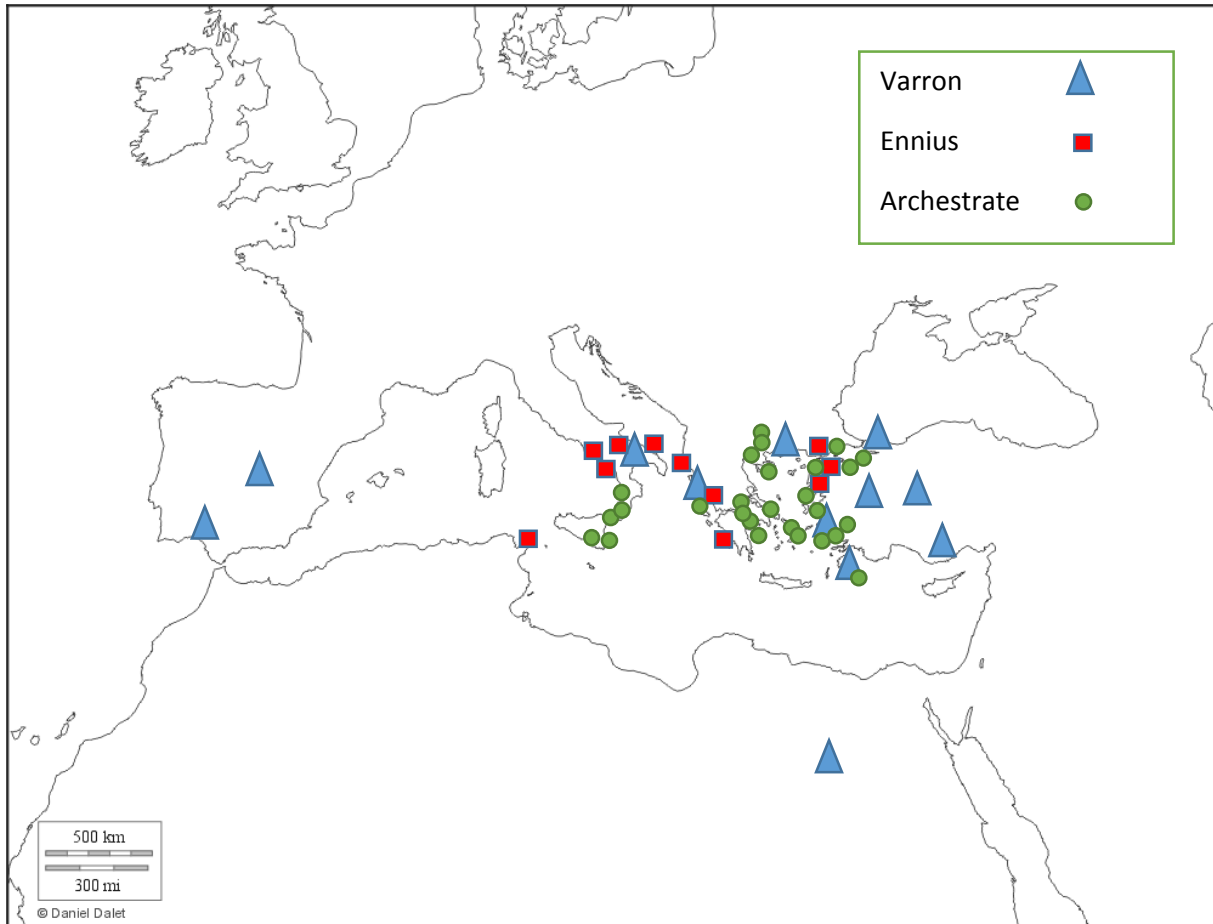 Varron
Ennius
Archestrate
500 km
300 mi
© Daniel Dalet